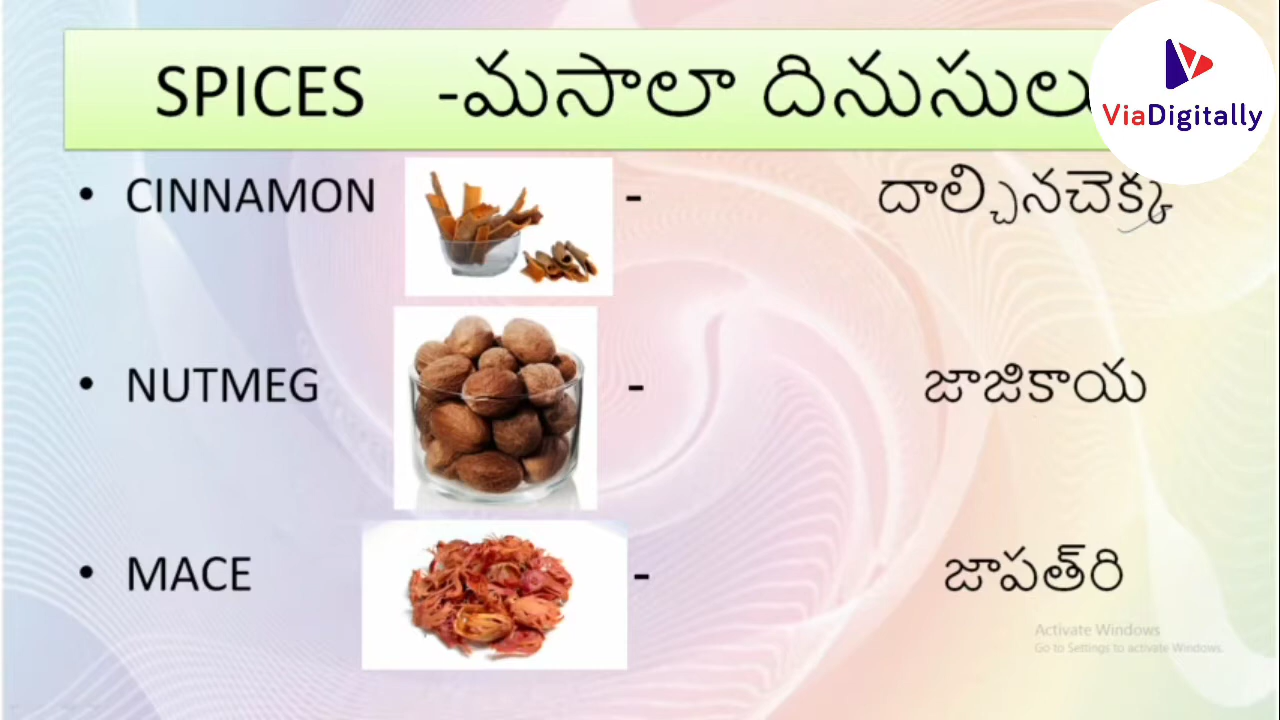 SPICES -మసాలా దినుసులు
ViaDigitally
• CINNAMON - దాల్చినచెక్క
• NUTMEG - జాజికాయ
• MACE - జాపత్‌రి
Activate Windows
Go to Settings to activate Windows.